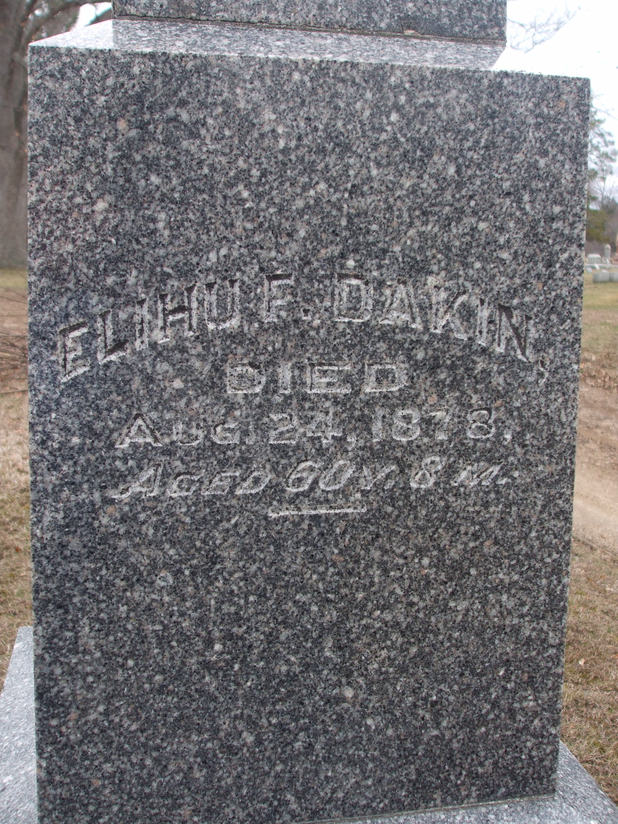 ELIHU F. DAKIN,
DIED
AUG. 24, 1878,
AGED 60 Y. 8 M.